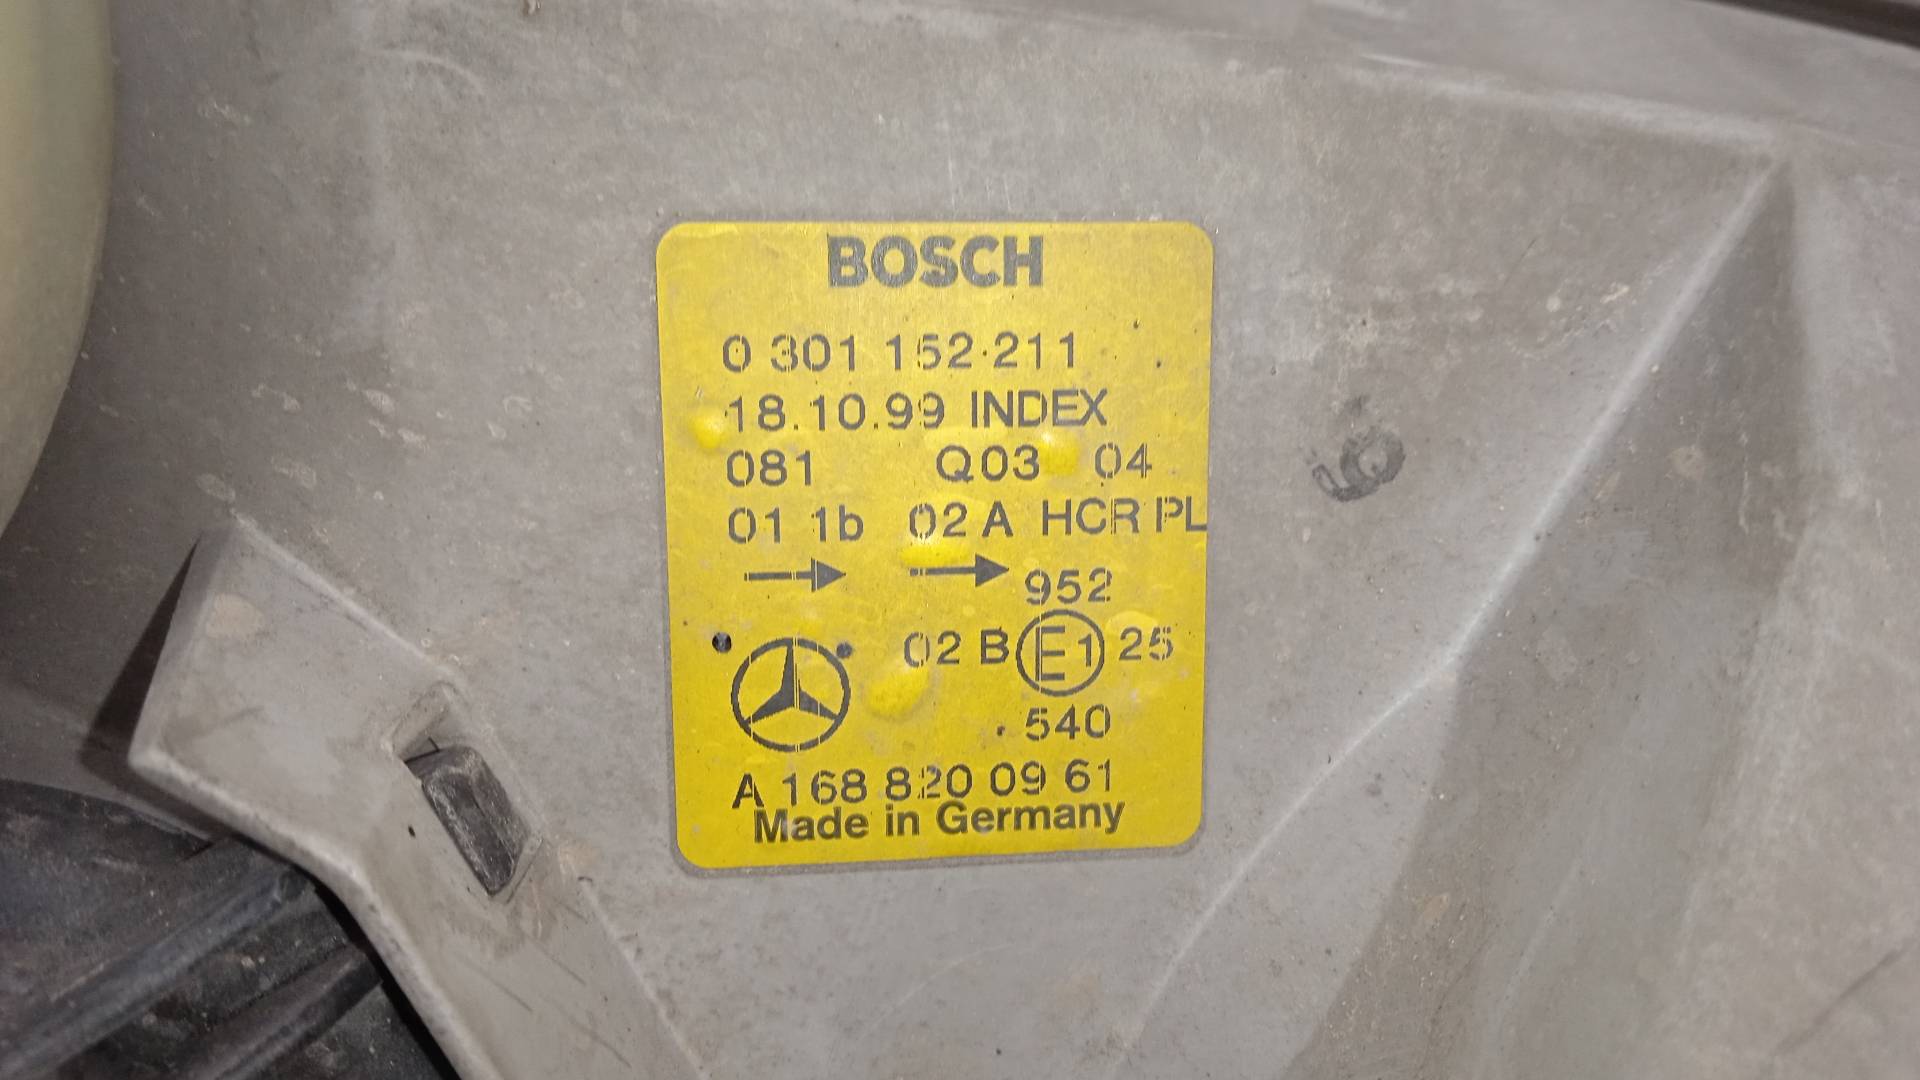 BOSCH
0 301 152 211
18.10.99 INDEX
081 Q03 04
01 1b 02 A HCR PL
952
02 B E1 25
540
A 168 820 09 61
Made in Germany